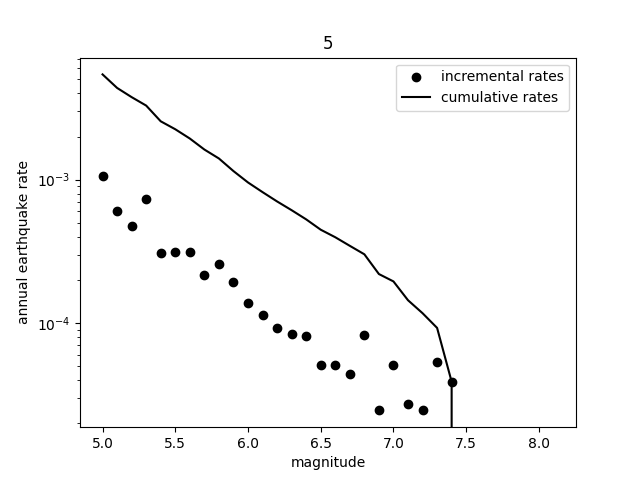 5
incremental rates
cumulative rates
annual earthquake rate
10⁻³
10⁻⁴
5.0 5.5 6.0 6.5 7.0 7.5 8.0
magnitude